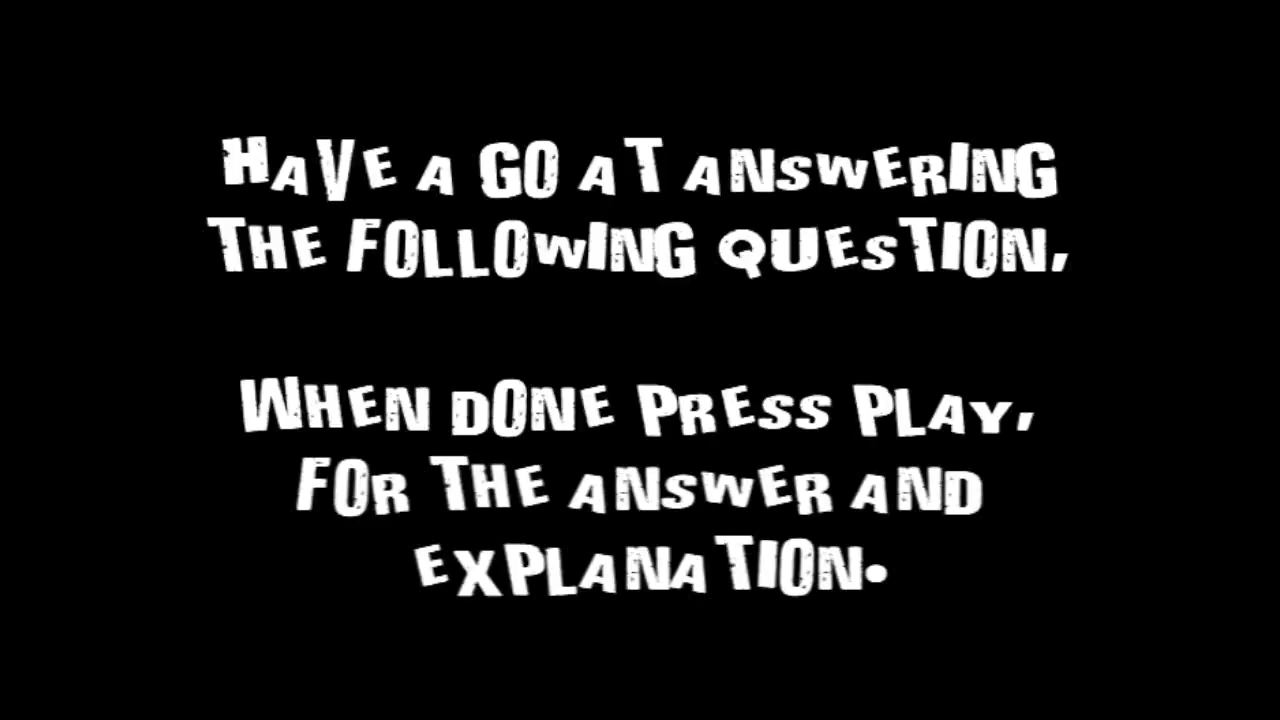 HAVE A GO AT ANSWERING
THE FOLLOWING QUESTION,
WHEN DONE PRESS PLAY,
FOR THE ANSWER AND
EXPLANATION.